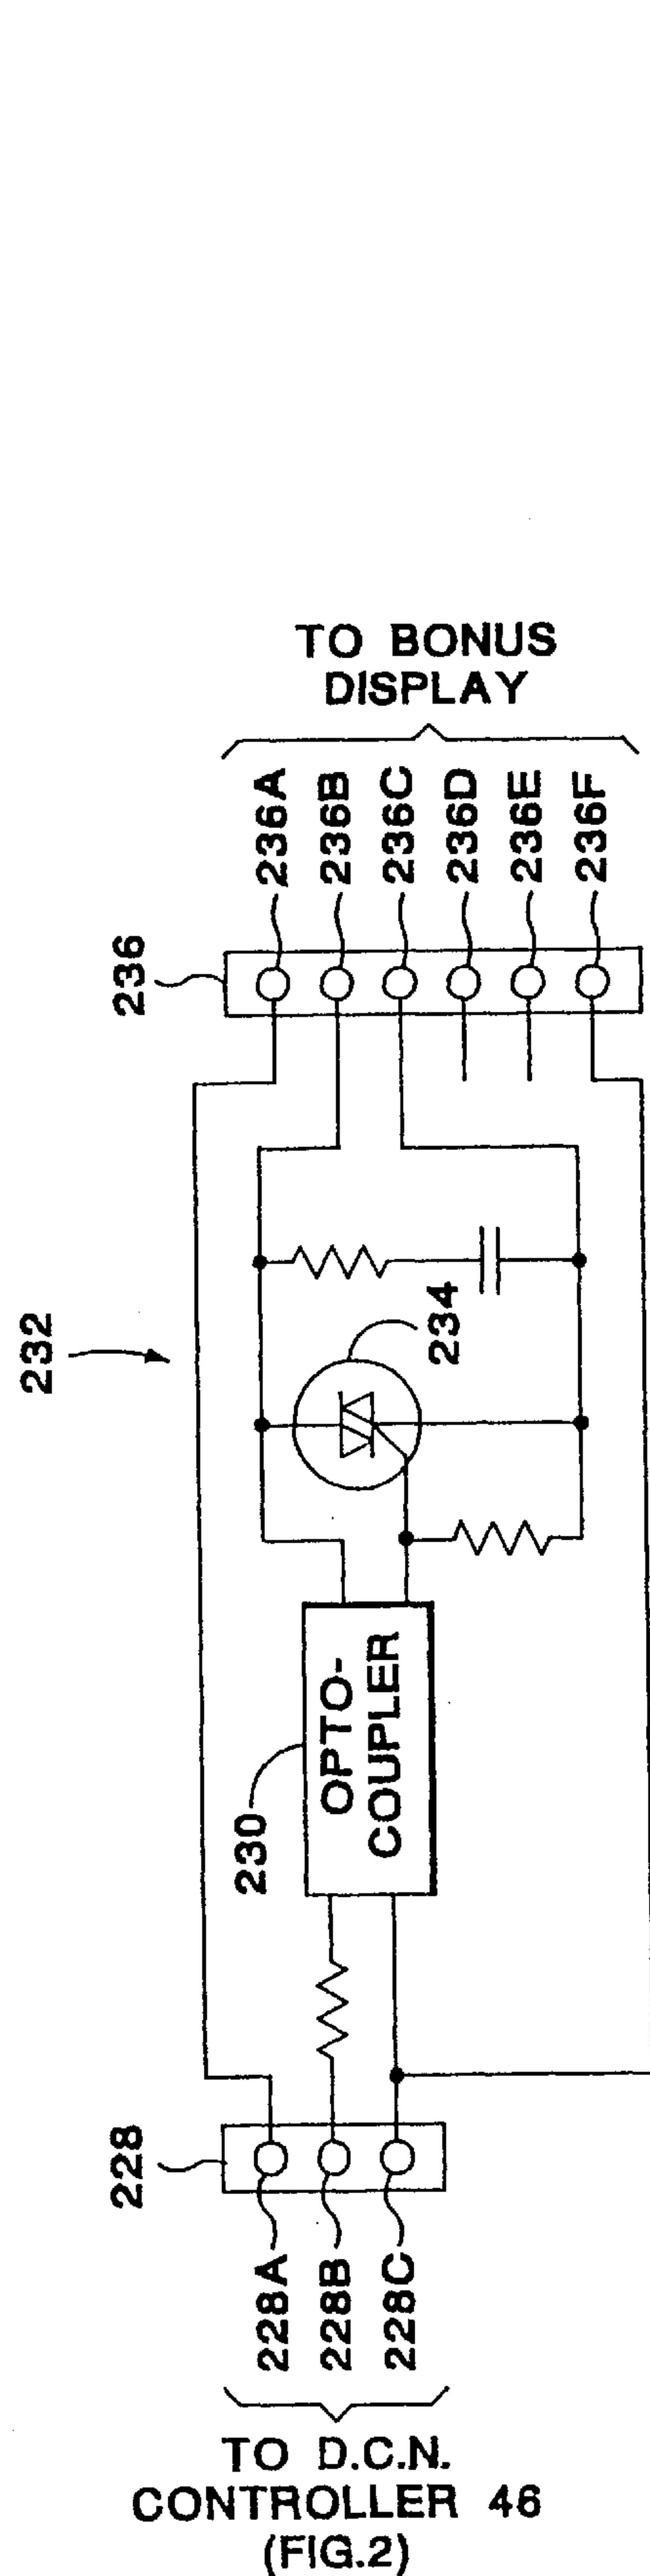 TO BONUS
DISPLAY
236A
236B
236C
236D
236E
236F
236
232
234
OPTO-
COUPLER
230
228
228A
228B
228C
TO D.C.N.
CONTROLLER 46
(FIG.2)